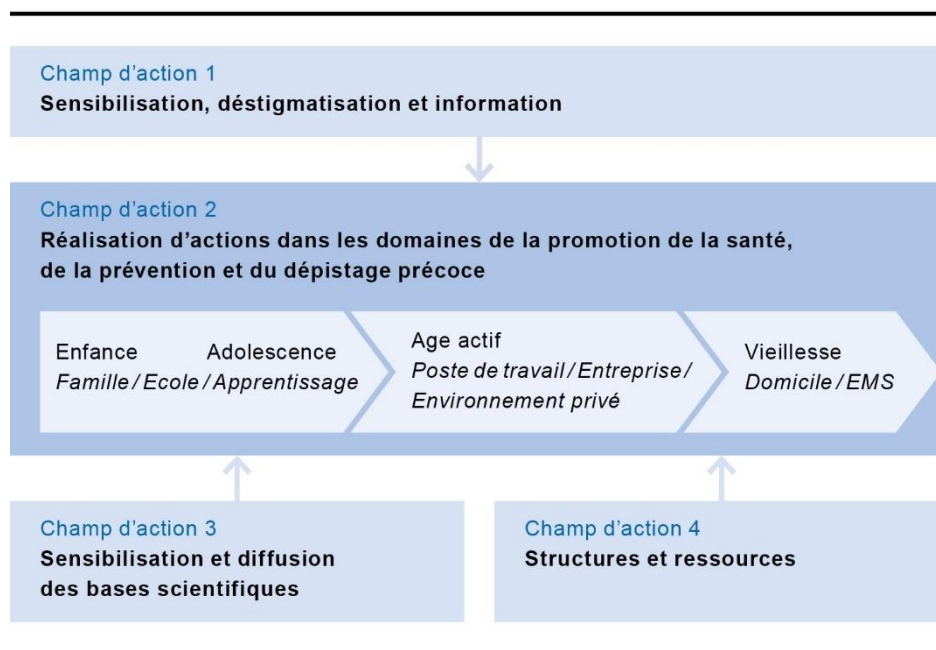 Champ d’action 1
Sensibilisation, déstigmatisation et information
Champ d’action 2
Réalisation d’actions dans les domaines de la promotion de la santé,
de la prévention et du dépistage précoce
Enfance Adolescence
Famille / Ecole / Apprentissage
Age actif
Poste de travail / Entreprise /
Environnement privé
Vieillesse
Domicile / EMS
Champ d’action 3
Sensibilisation et diffusion
des bases scientifiques
Champ d’action 4
Structures et ressources